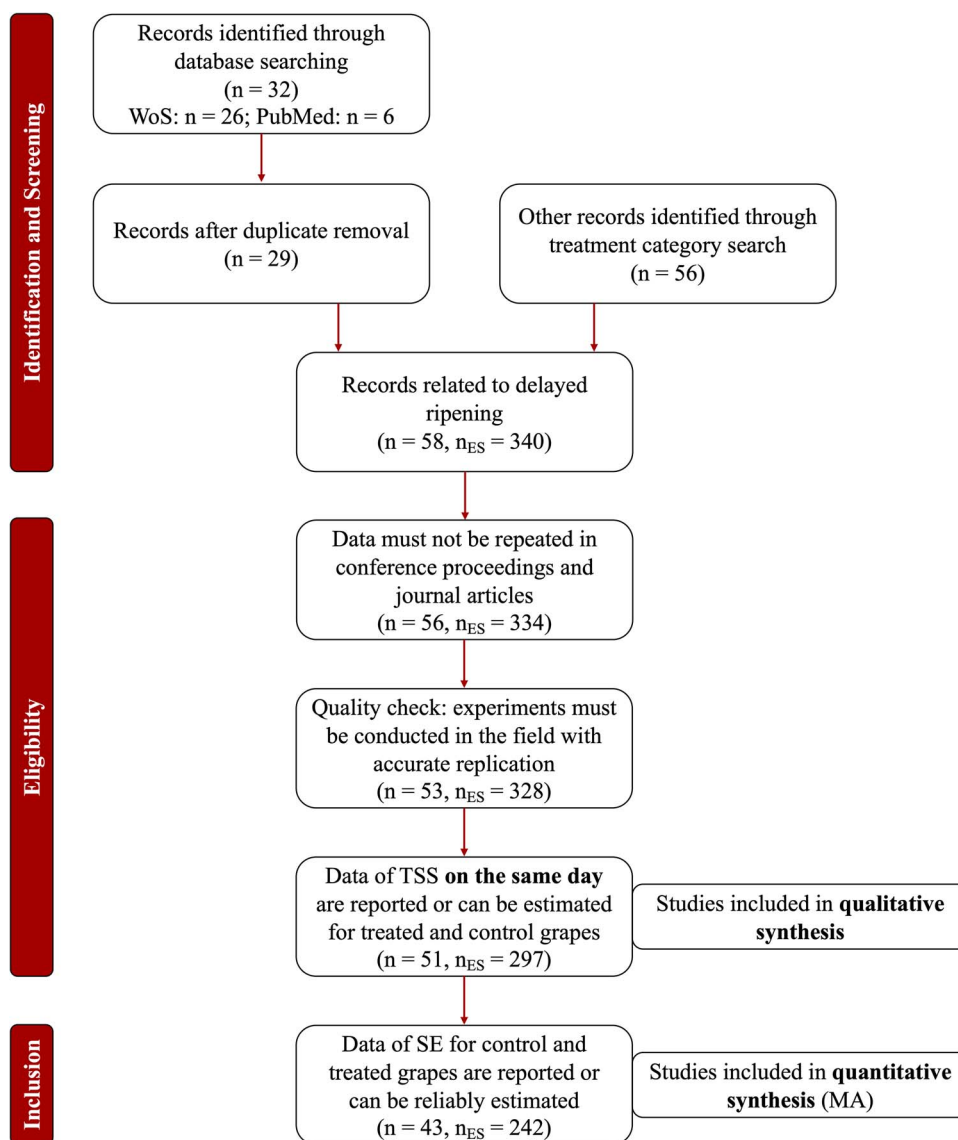 Identification and Screening
Records identified through
database searching
(n = 32)
WoS: n = 26; PubMed: n = 6
Records after duplicate removal
(n = 29)
Other records identified through
treatment category search
(n = 56)
Records related to delayed
ripening
(n = 58, nES = 340)
Eligibility
Data must not be repeated in
conference proceedings and
journal articles
(n = 56, nES = 334)
Quality check: experiments must
be conducted in the field with
accurate replication
(n = 53, nES = 328)
Data of TSS on the same day
are reported or can be estimated
for treated and control grapes
(n = 51, nES = 297)
Studies included in qualitative
synthesis
Inclusion
Data of SE for control and
treated grapes are reported or
can be reliably estimated
(n = 43, nES = 242)
Studies included in quantitative
synthesis (MA)